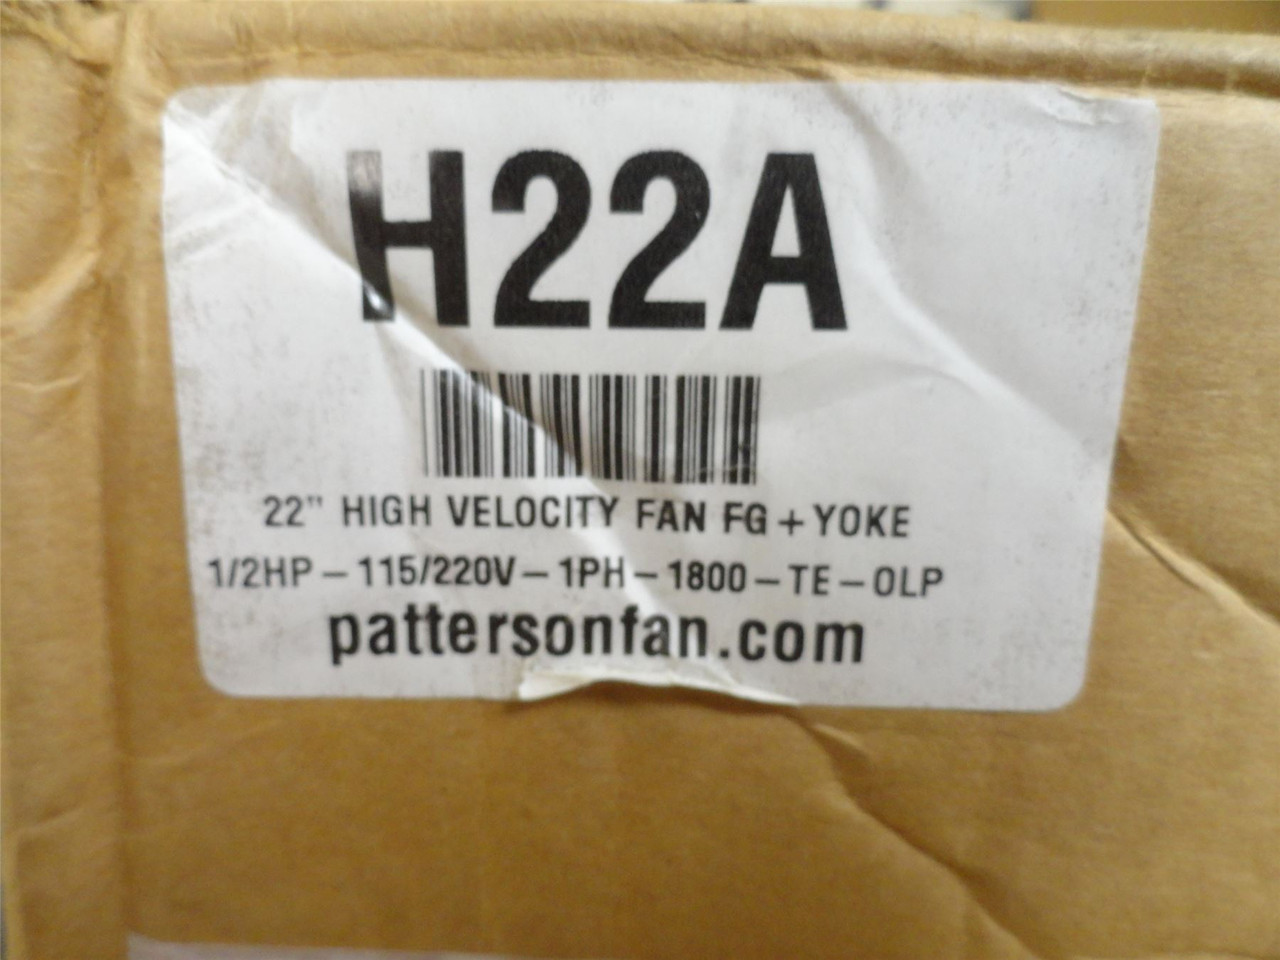 H22A
22" HIGH VELOCITY FAN FG + YOKE
1/2HP – 115/220V – 1PH – 1800 – TE – OLP
pattersonfan.com